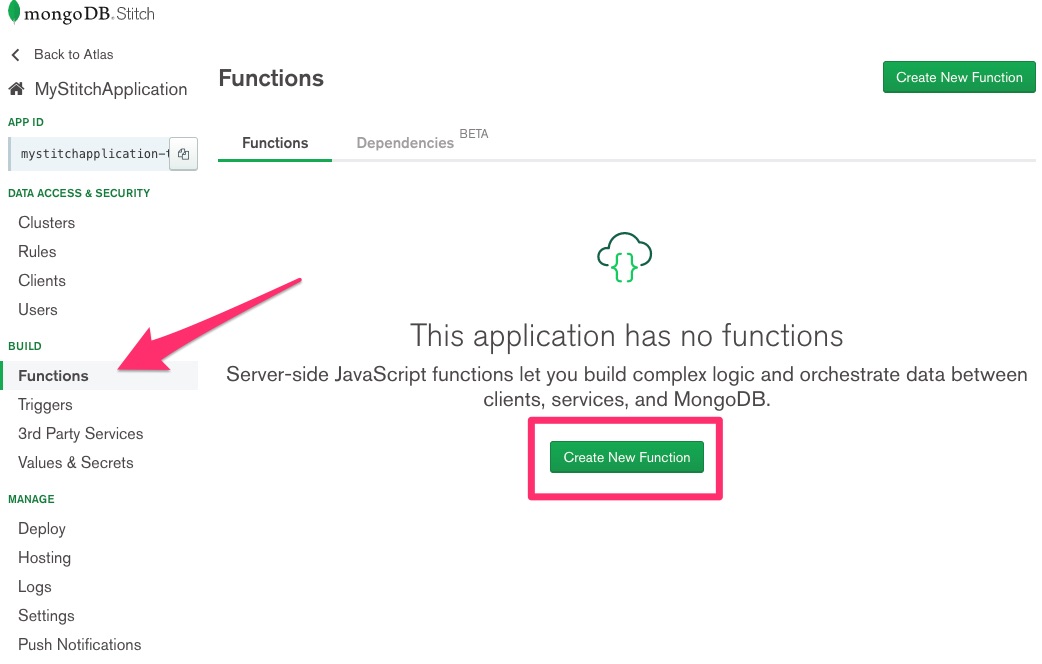 mongoDB. Stitch
Back to Atlas
MyStitchApplication
APP ID
mystitchapplication-
DATA ACCESS & SECURITY
Clusters
Rules
Clients
Users
BUILD
Functions
Triggers
3rd Party Services
Values & Secrets
MANAGE
Deploy
Hosting
Logs
Settings
Push Notifications
Functions
Create New Function
Functions
Dependencies BETA
{}
This application has no functions
Server-side JavaScript functions let you build complex logic and orchestrate data between
clients, services, and MongoDB.
Create New Function